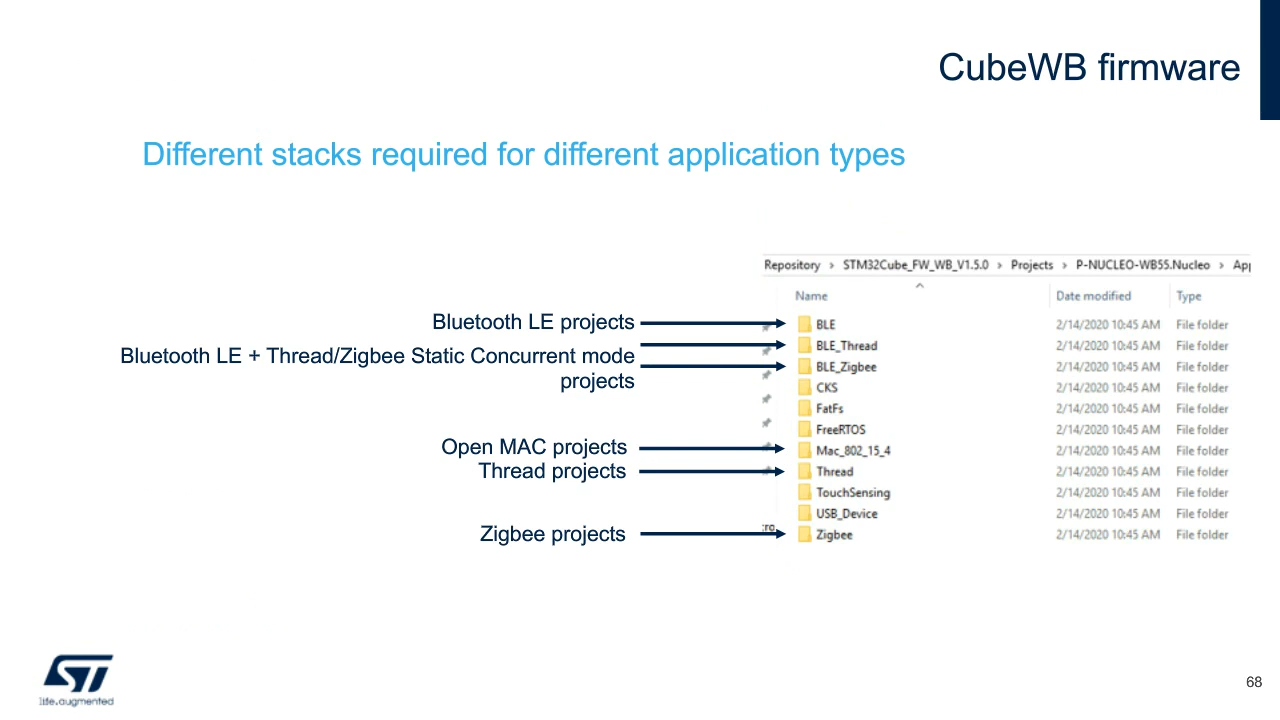 CubeWB firmware
Different stacks required for different application types
Repository > STM32Cube_FW_WB_V1.5.0 > Projects > P-NUCLEO-WB55.Nucleo > App
Name Date modified Type
Bluetooth LE projects
BLE 2/14/2020 10:45 AM File folder
Bluetooth LE + Thread/Zigbee Static Concurrent mode
projects
BLE_Thread 2/14/2020 10:45 AM File folder
BLE_Zigbee 2/14/2020 10:45 AM File folder
CKS 2/14/2020 10:45 AM File folder
FatFs 2/14/2020 10:45 AM File folder
FreeRTOS 2/14/2020 10:45 AM File folder
Open MAC projects
Mac_802_15_4 2/14/2020 10:45 AM File folder
Thread projects
Thread 2/14/2020 10:45 AM File folder
TouchSensing 2/14/2020 10:45 AM File folder
USB_Device 2/14/2020 10:45 AM File folder
Zigbee projects
Zigbee 2/14/2020 10:45 AM File folder
ST
life.augmented
68